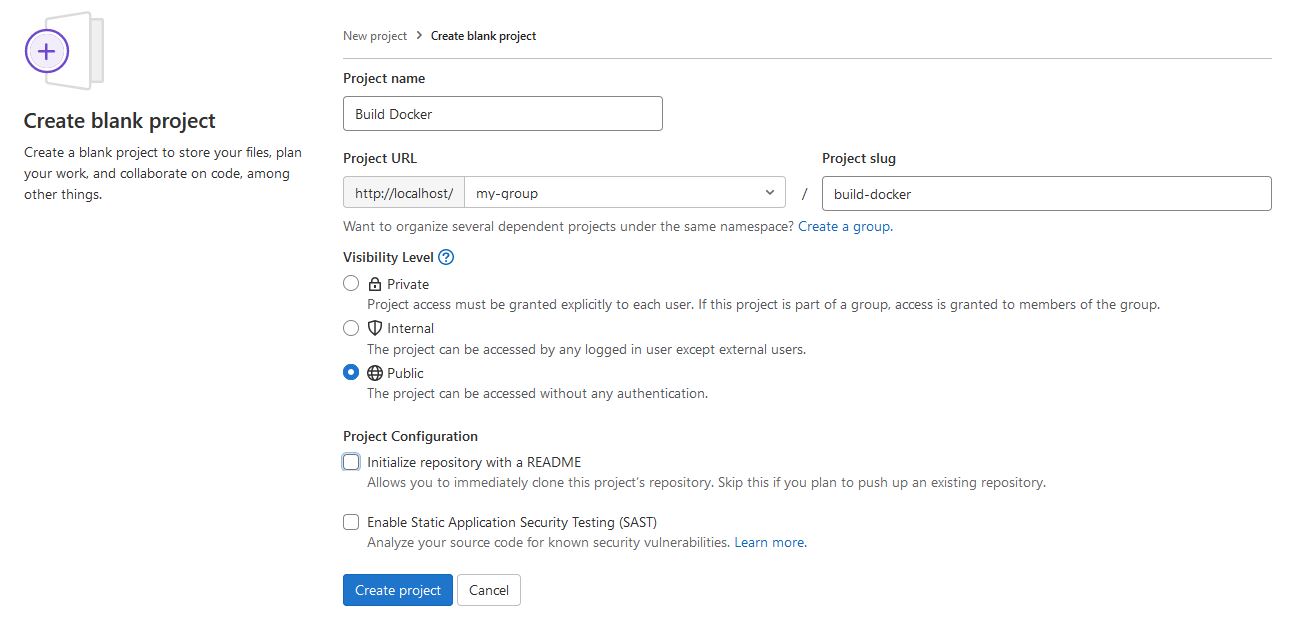 New project > Create blank project
Create blank project
Create a blank project to store your files, plan
your work, and collaborate on code, among
other things.
Project name
Build Docker
Project URL
Project slug
http://localhost/ my-group / build-docker
Want to organize several dependent projects under the same namespace? Create a group.
Visibility Level ?
Private
Project access must be granted explicitly to each user. If this project is part of a group, access is granted to members of the group.
Internal
The project can be accessed by any logged in user except external users.
Public
The project can be accessed without any authentication.
Project Configuration
Initialize repository with a README
Allows you to immediately clone this project's repository. Skip this if you plan to push up an existing repository.
Enable Static Application Security Testing (SAST)
Analyze your source code for known security vulnerabilities. Learn more.
Create project Cancel